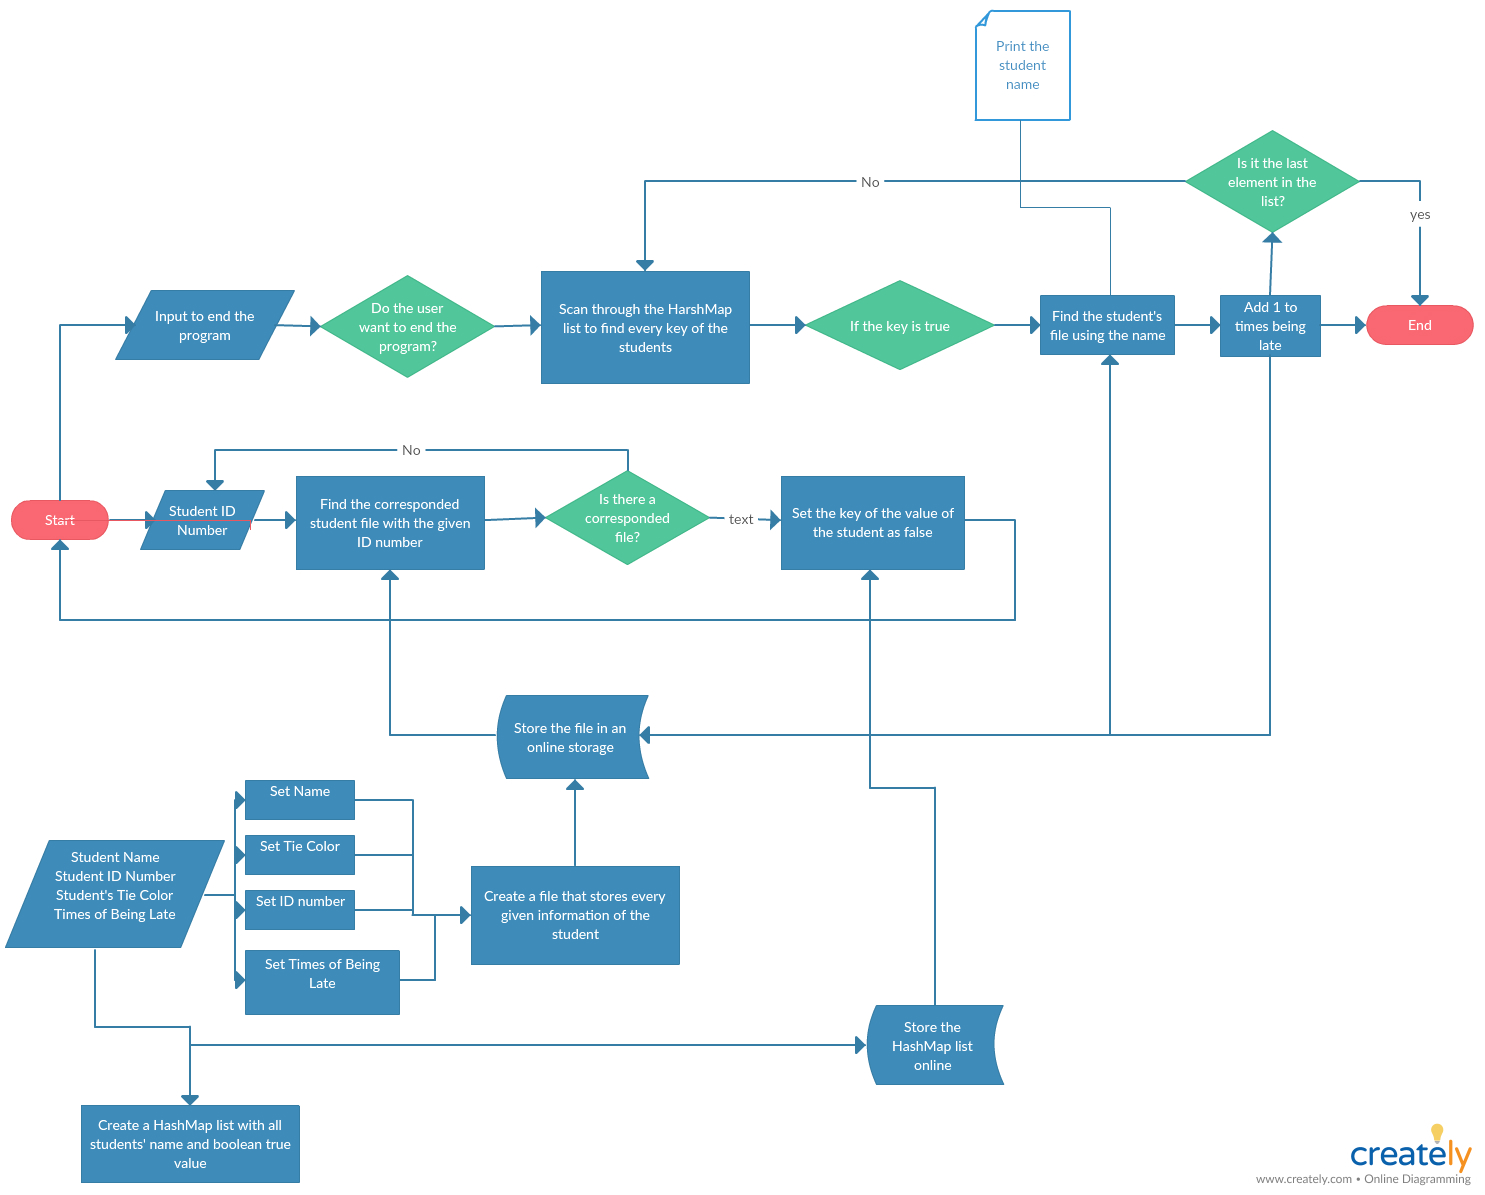 Print the
student
name
Is it the last
element in the
list?
No
yes
Input to end the
program
Do the user
want to end the
program?
Scan through the HarshMap
list to find every key of the
students
If the key is true
Find the student's
file using the name
Add 1 to
times being
late
End
No
Start
Student ID
Number
Find the corresponded
student file with the given
ID number
Is there a
corresponded
file?
text
Set the key of the value of
the student as false
Store the file in an
online storage
Set Name
Set Tie Color
Set ID number
Set Times of Being
Late
Student Name
Student ID Number
Student's Tie Color
Times of Being Late
Create a file that stores every
given information of the
student
Store the
HashMap list
online
Create a HashMap list with all
students' name and boolean true
value
creately
www.creately.com • Online Diagramming